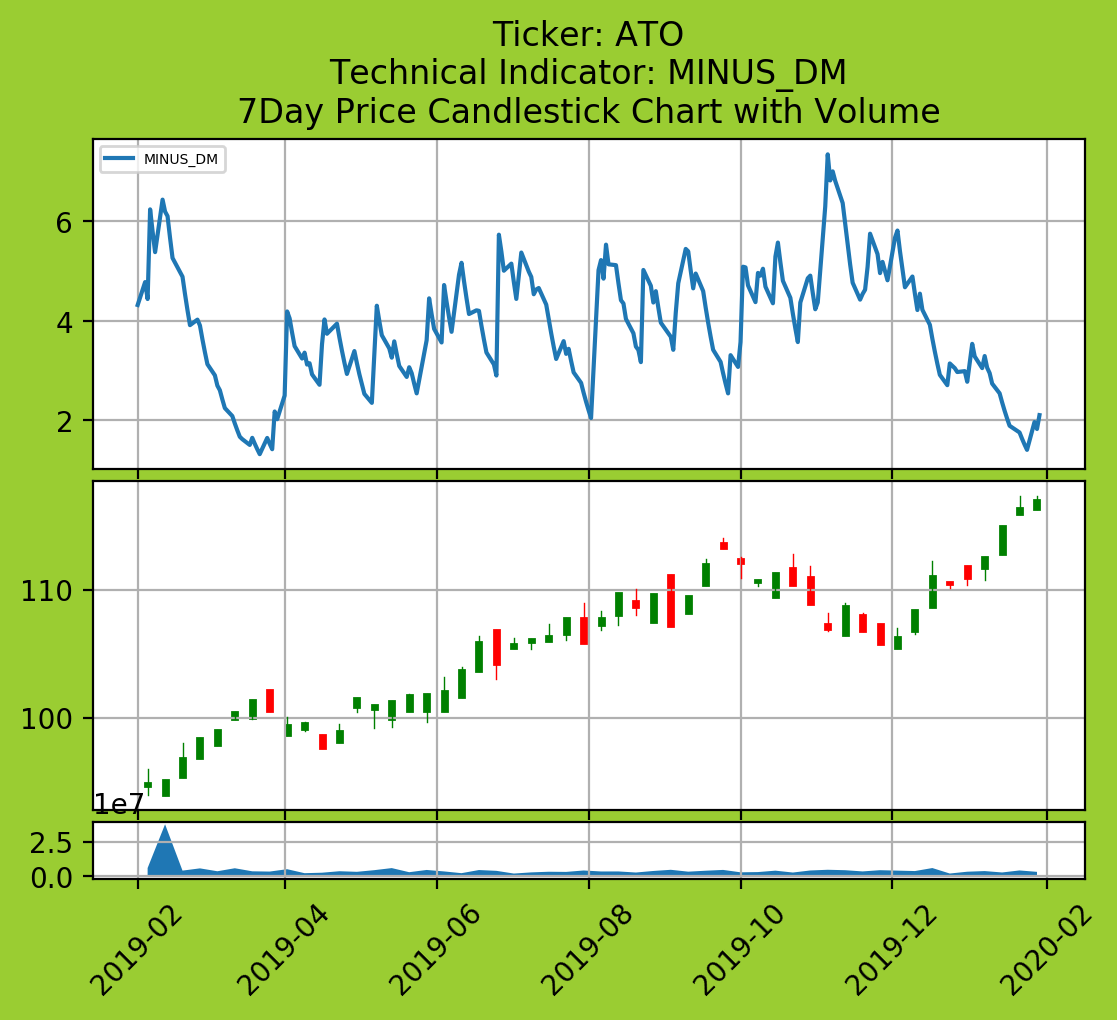 Ticker: ATO
Technical Indicator: MINUS_DM
7Day Price Candlestick Chart with Volume
MINUS_DM
6
4
2
110
100
1e7
2.5
0.0
2019-02
2019-04
2019-06
2019-08
2019-10
2019-12
2020-02